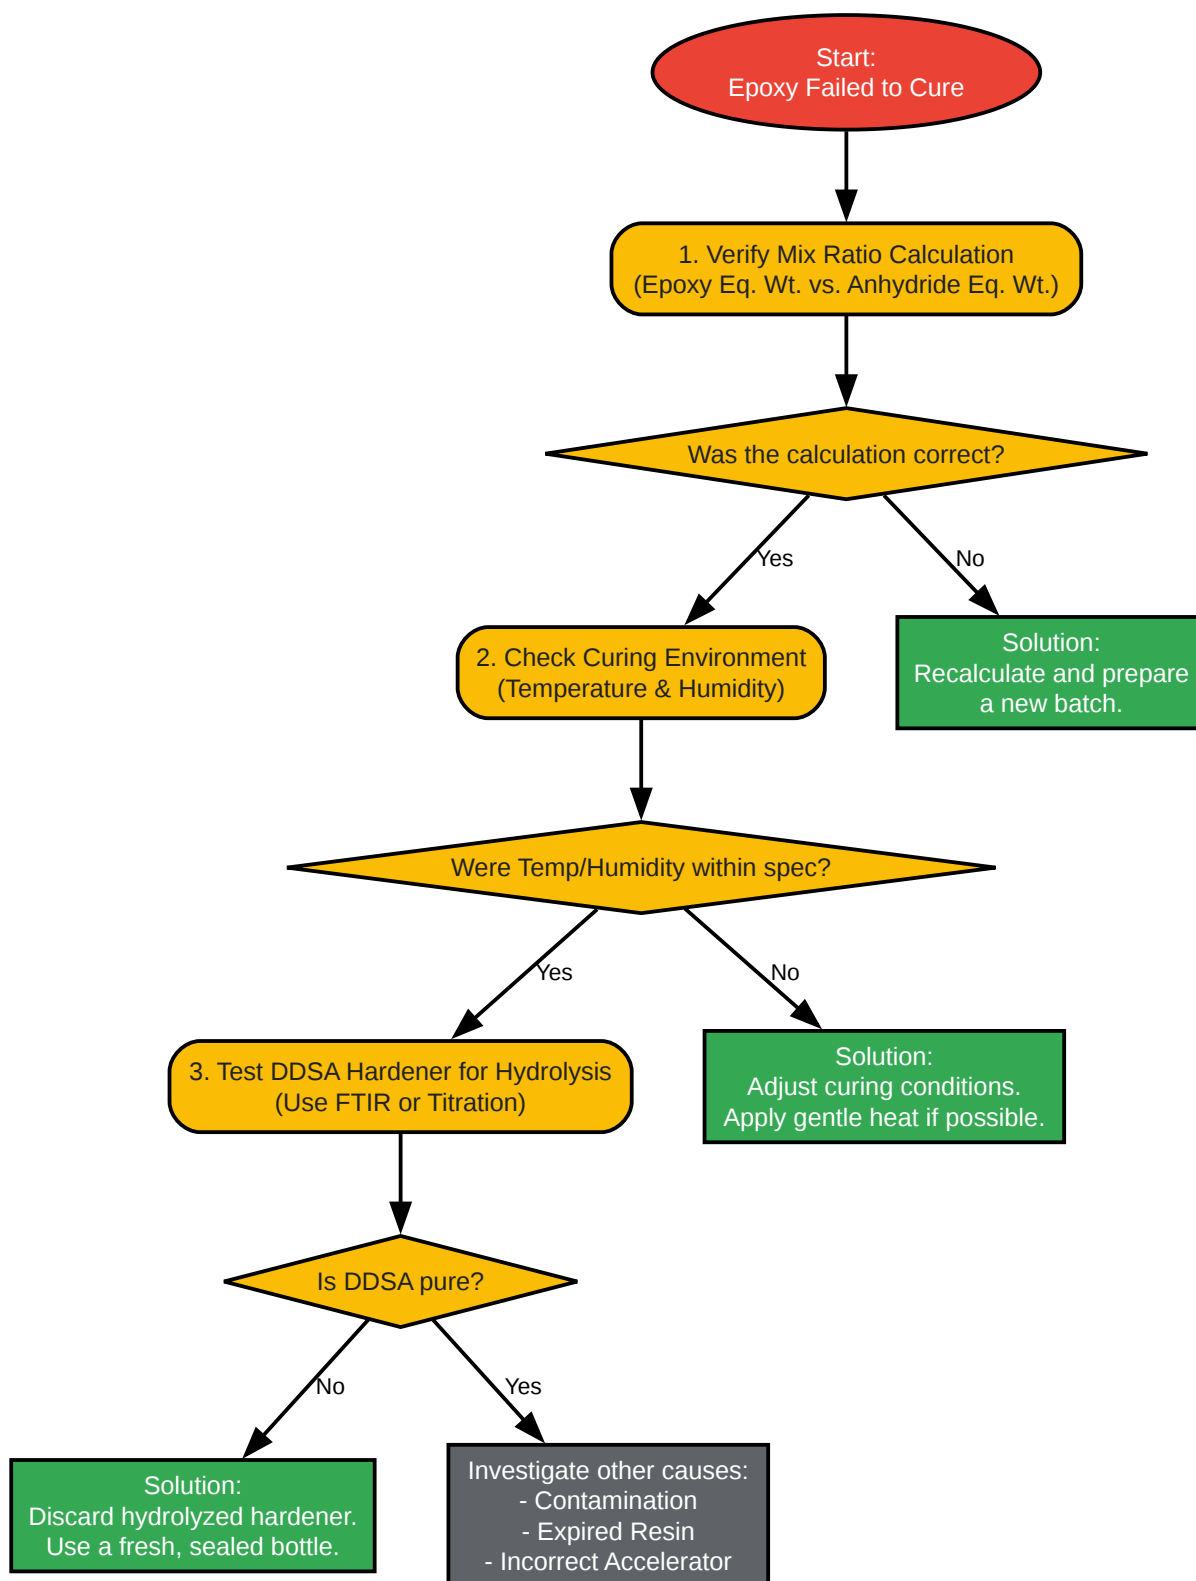 Start:
Epoxy Failed to Cure
1. Verify Mix Ratio Calculation
(Epoxy Eq. Wt. vs. Anhydride Eq. Wt.)
Was the calculation correct?
Yes
No
2. Check Curing Environment
(Temperature & Humidity)
Solution:
Recalculate and prepare
a new batch.
Were Temp/Humidity within spec?
Yes
No
3. Test DDSA Hardener for Hydrolysis
(Use FTIR or Titration)
Solution:
Adjust curing conditions.
Apply gentle heat if possible.
Is DDSA pure?
No
Yes
Solution:
Discard hydrolyzed hardener.
Use a fresh, sealed bottle.
Investigate other causes:
- Contamination
- Expired Resin
- Incorrect Accelerator